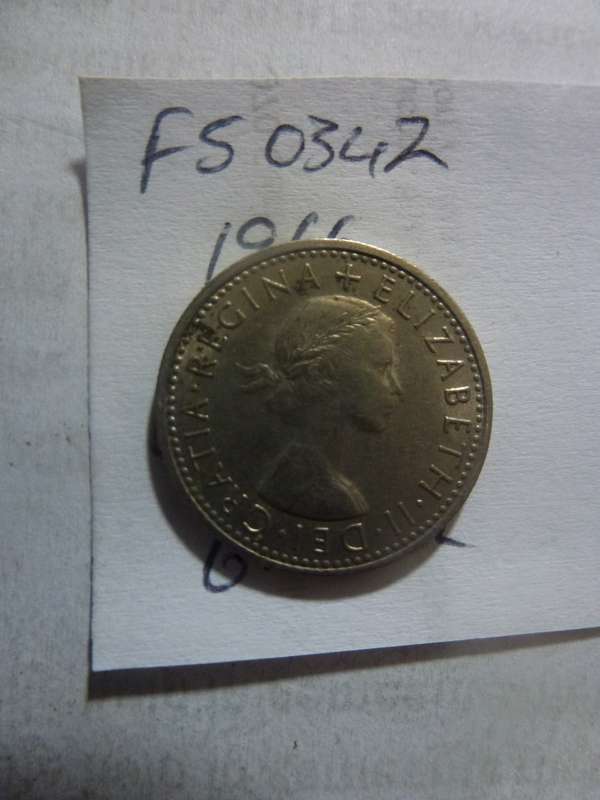 FS 0342
+ ELIZABETH · II · DEI · GRATIA · REGINA